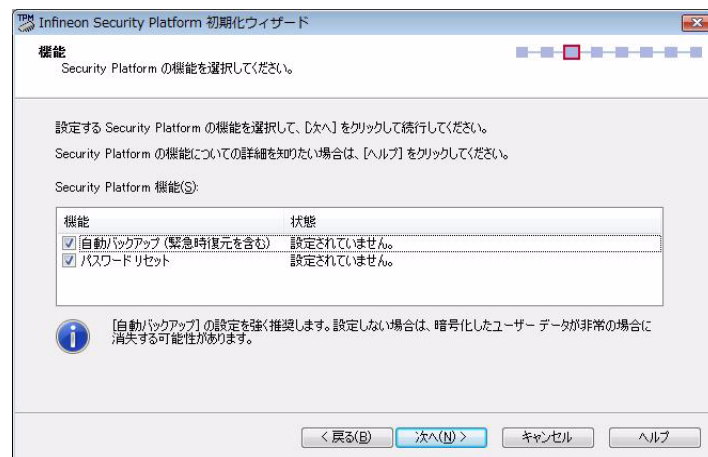 TPM Infineon Security Platform 初期化ウィザード
機能
Security Platform の機能を選択してください。
設定する Security Platform の機能を選択して、[次へ] をクリックして続行してください。
Security Platform の機能についての詳細を知りたい場合は、[ヘルプ] をクリックしてください。
Security Platform 機能(S):
機能 状態
自動バックアップ (緊急時復元を含む) 設定されていません。
パスワード リセット 設定されていません。
[自動バックアップ] の設定を強く推奨します。設定しない場合は、暗号化したユーザー データが非常の場合に
消失する可能性があります。
< 戻る(B) 次へ(N) > キャンセル ヘルプ